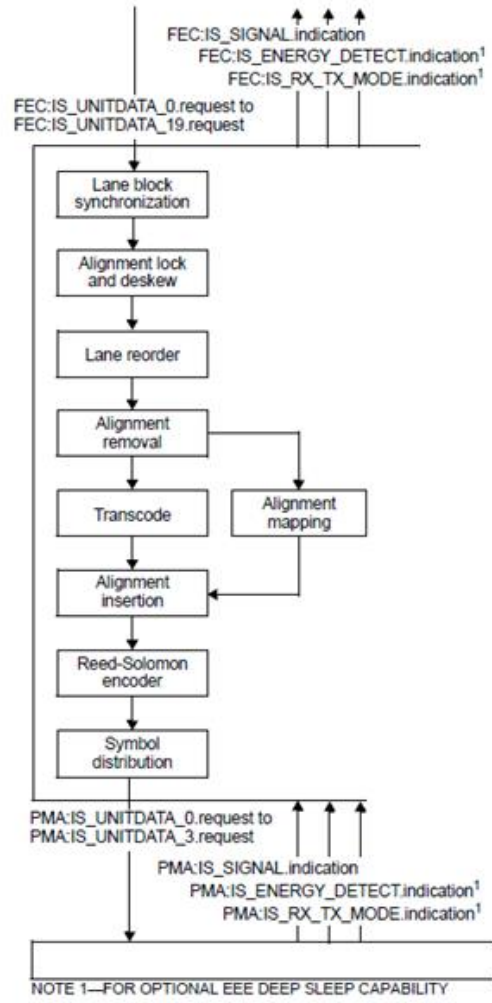 FEC:IS_SIGNAL.indication
FEC:IS_ENERGY_DETECT.indication1
FEC:IS_RX_TX_MODE.indication1
FEC:IS_UNITDATA_0.request to
FEC:IS_UNITDATA_19.request
Lane block
synchronization
Alignment lock
and deskew
Lane reorder
Alignment
removal
Transcode
Alignment
mapping
Alignment
insertion
Reed-Solomon
encoder
Symbol
distribution
PMA:IS_UNITDATA_0.request to
PMA:IS_UNITDATA_3.request
PMA:IS_SIGNAL.indication
PMA:IS_ENERGY_DETECT.indication1
PMA:IS_RX_TX_MODE.indication1
NOTE 1—FOR OPTIONAL EEE DEEP SLEEP CAPABILITY